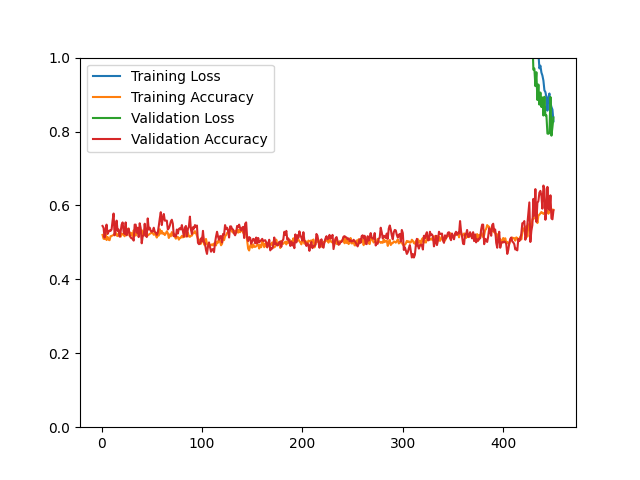 Training Loss
Training Accuracy
Validation Loss
Validation Accuracy
1.0
0.8
0.6
0.4
0.2
0.0
0 100 200 300 400